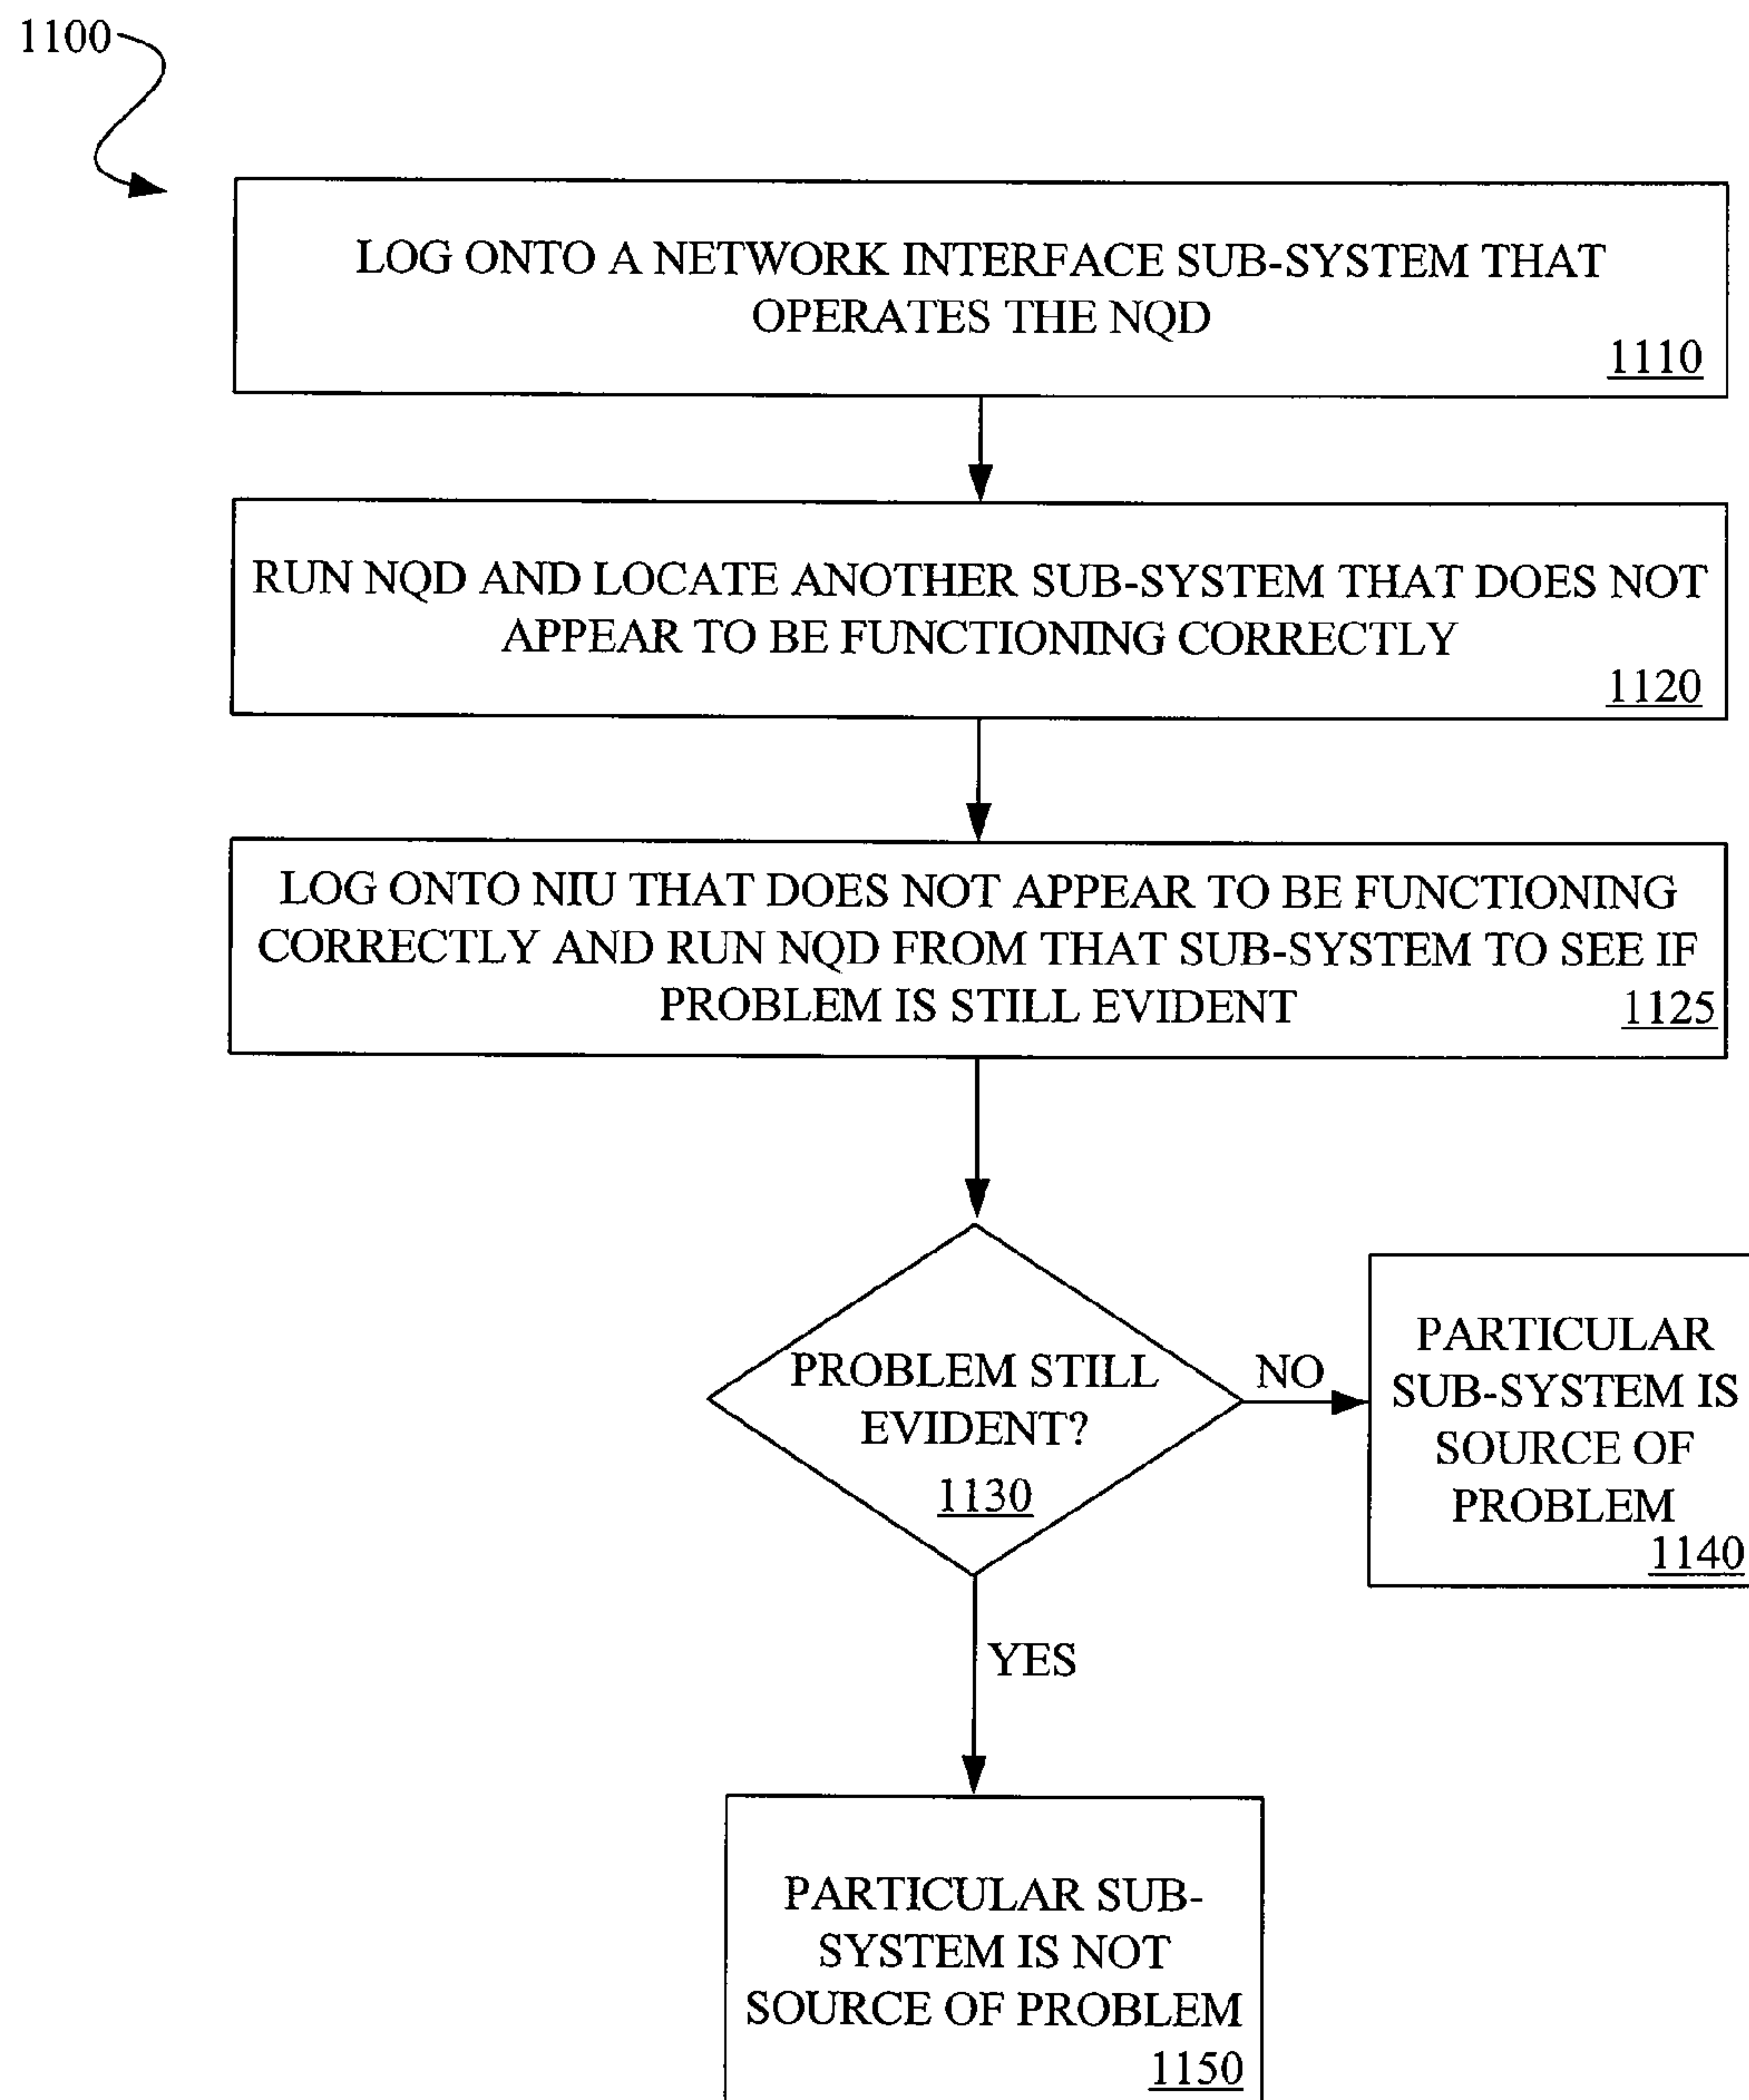 1100
LOG ONTO A NETWORK INTERFACE SUB-SYSTEM THAT
OPERATES THE NQD
1110
RUN NQD AND LOCATE ANOTHER SUB-SYSTEM THAT DOES NOT
APPEAR TO BE FUNCTIONING CORRECTLY
1120
LOG ONTO NIU THAT DOES NOT APPEAR TO BE FUNCTIONING
CORRECTLY AND RUN NQD FROM THAT SUB-SYSTEM TO SEE IF
PROBLEM IS STILL EVIDENT
1125
PROBLEM STILL
EVIDENT?
1130
NO
PARTICULAR
SUB-SYSTEM IS
SOURCE OF
PROBLEM
1140
YES
PARTICULAR SUB-
SYSTEM IS NOT
SOURCE OF PROBLEM
1150